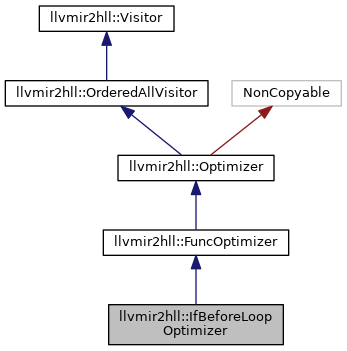 llvmir2hll::Visitor
llvmir2hll::OrderedAllVisitor
NonCopyable
llvmir2hll::Optimizer
llvmir2hll::FuncOptimizer
llvmir2hll::IfBeforeLoop
Optimizer